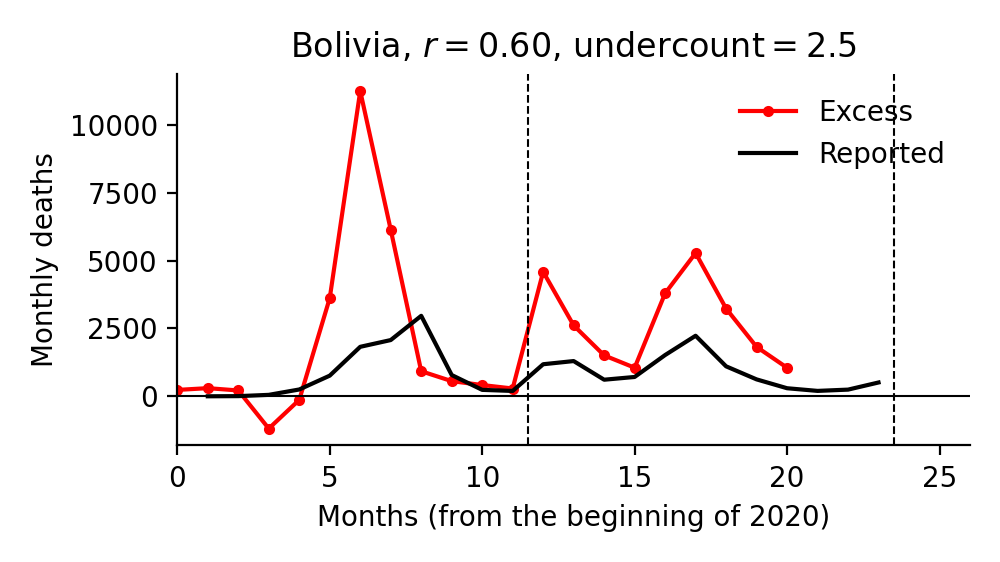 Bolivia, r = 0.60, undercount = 2.5
Excess
Reported
Monthly deaths
10000
7500
5000
2500
0
0 5 10 15 20 25
Months (from the beginning of 2020)